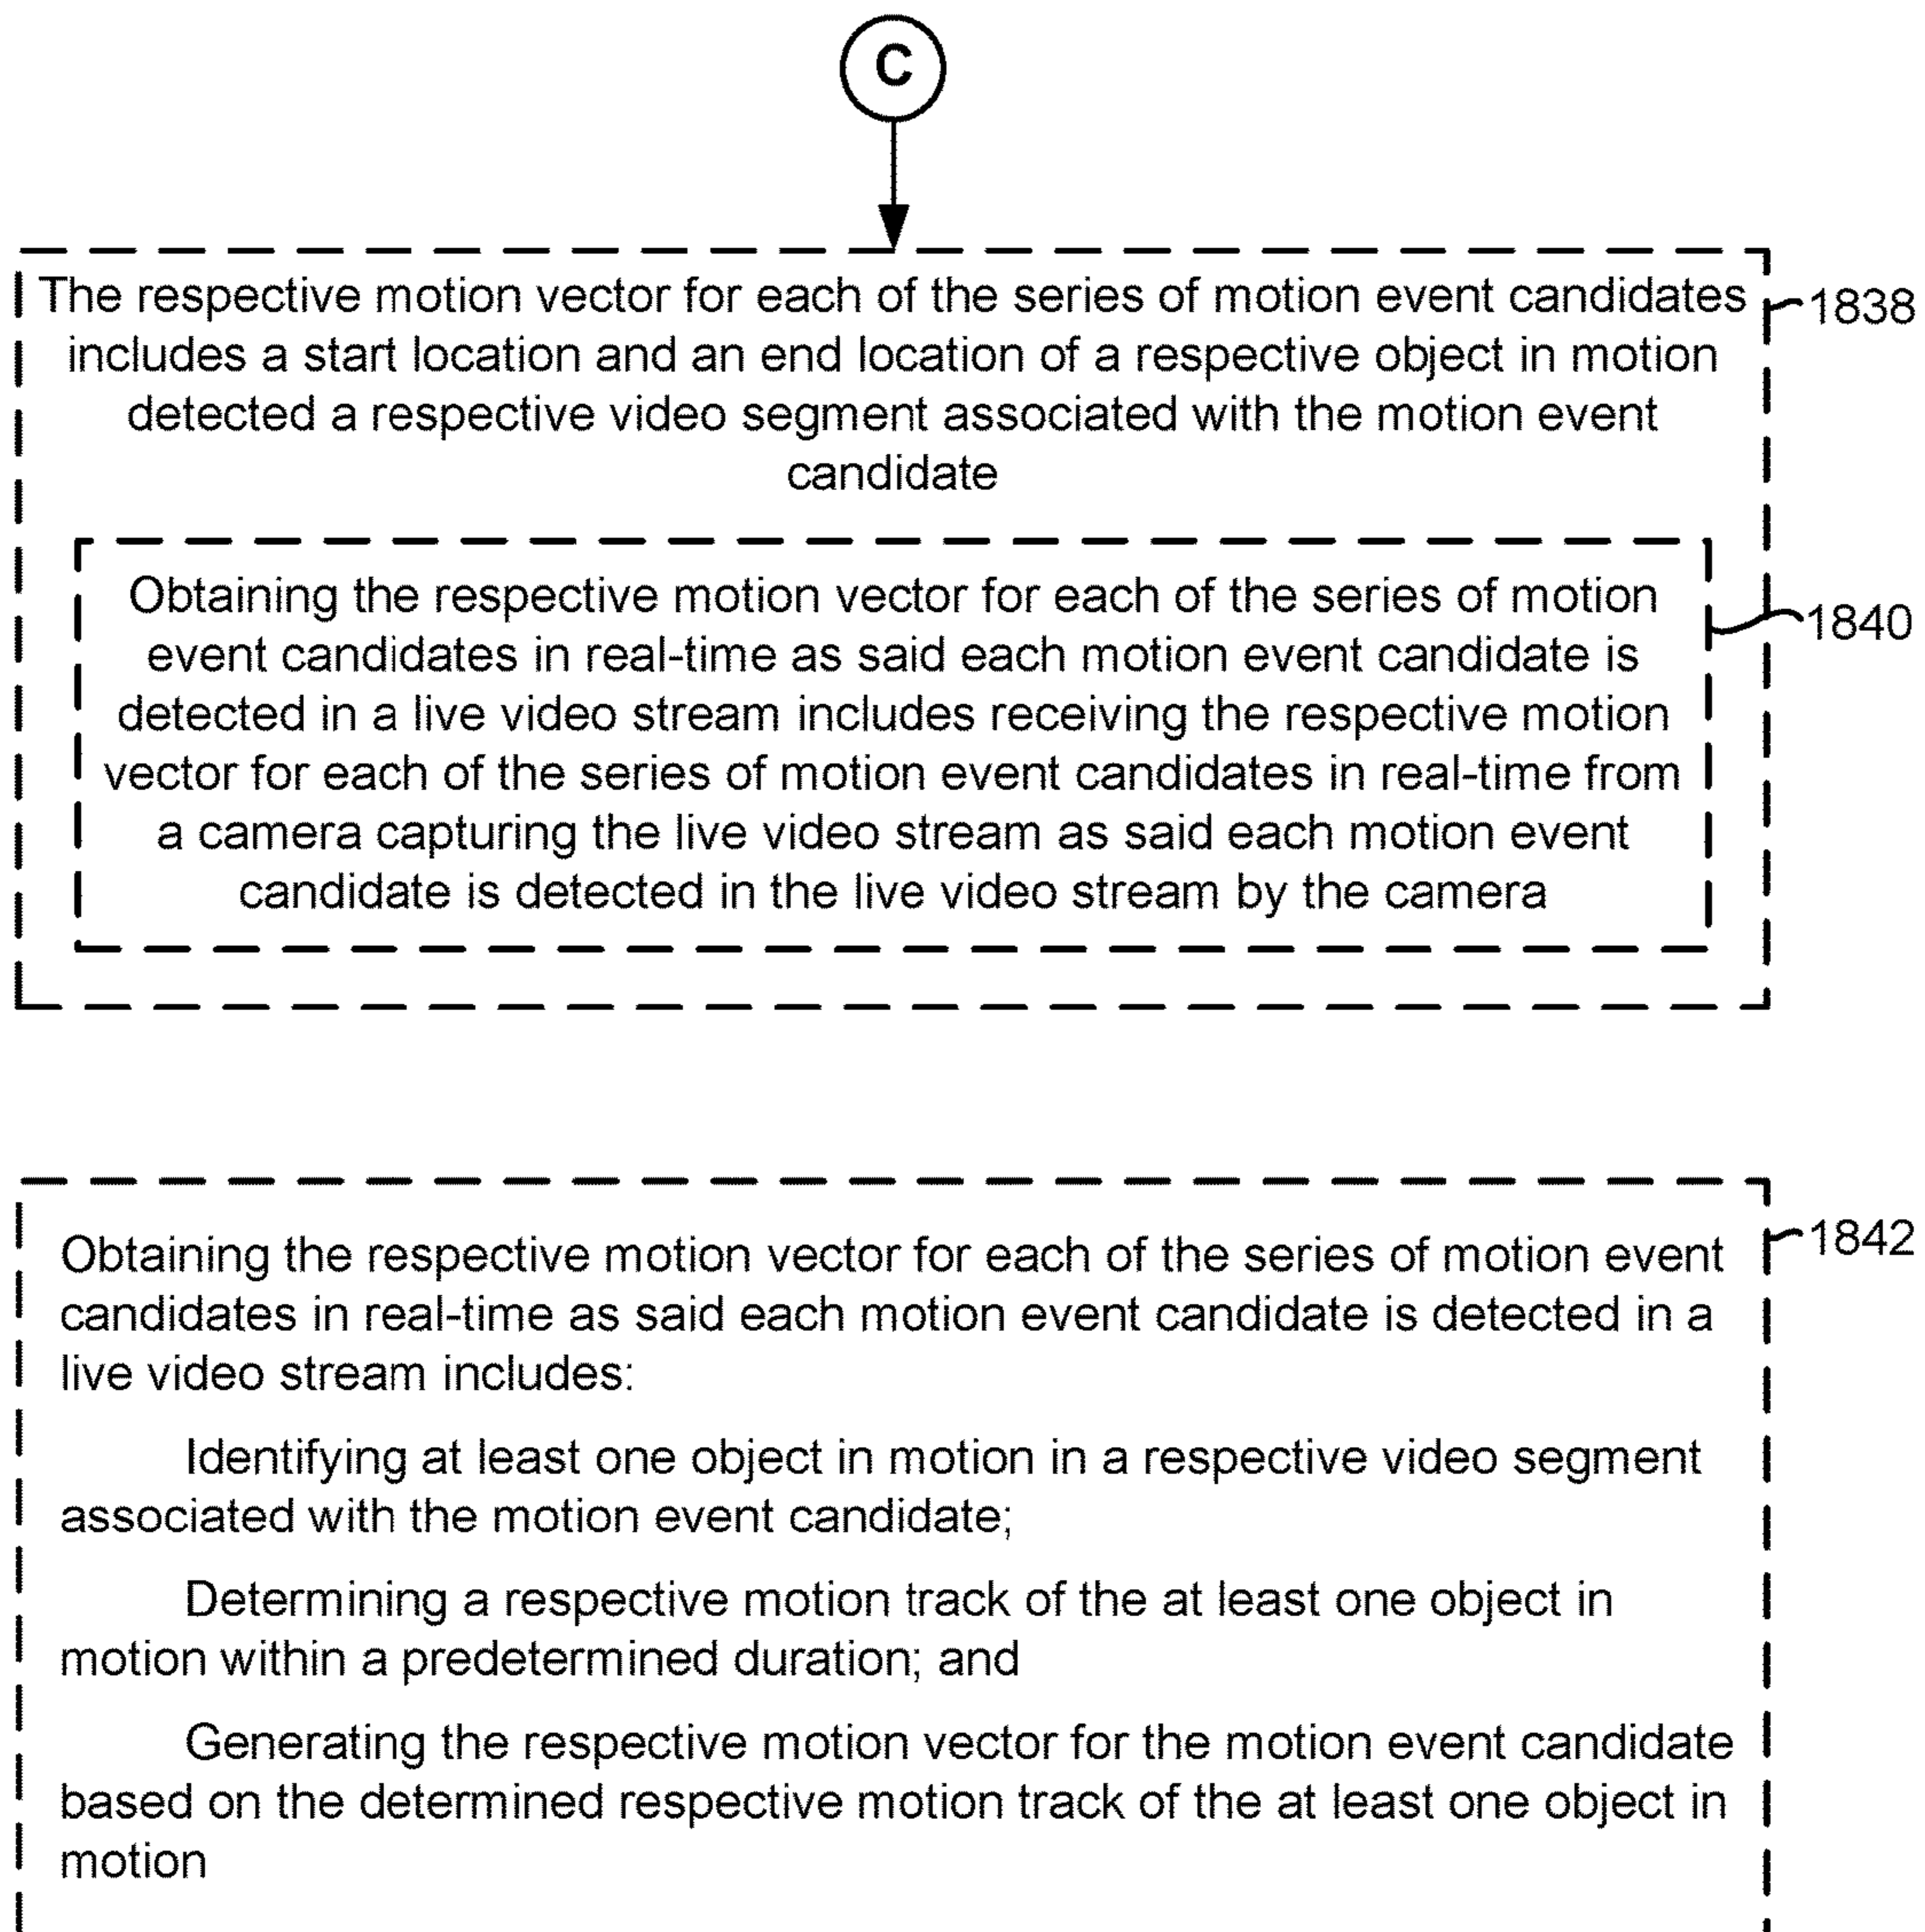 C
The respective motion vector for each of the series of motion event candidates
1838
includes a start location and an end location of a respective object in motion
detected a respective video segment associated with the motion event
candidate
Obtaining the respective motion vector for each of the series of motion
1840
event candidates in real-time as said each motion event candidate is
detected in a live video stream includes receiving the respective motion
vector for each of the series of motion event candidates in real-time from
a camera capturing the live video stream as said each motion event
candidate is detected in the live video stream by the camera
1842
Obtaining the respective motion vector for each of the series of motion event
candidates in real-time as said each motion event candidate is detected in a
live video stream includes:
Identifying at least one object in motion in a respective video segment
associated with the motion event candidate;
Determining a respective motion track of the at least one object in
motion within a predetermined duration; and
Generating the respective motion vector for the motion event candidate
based on the determined respective motion track of the at least one object in
motion